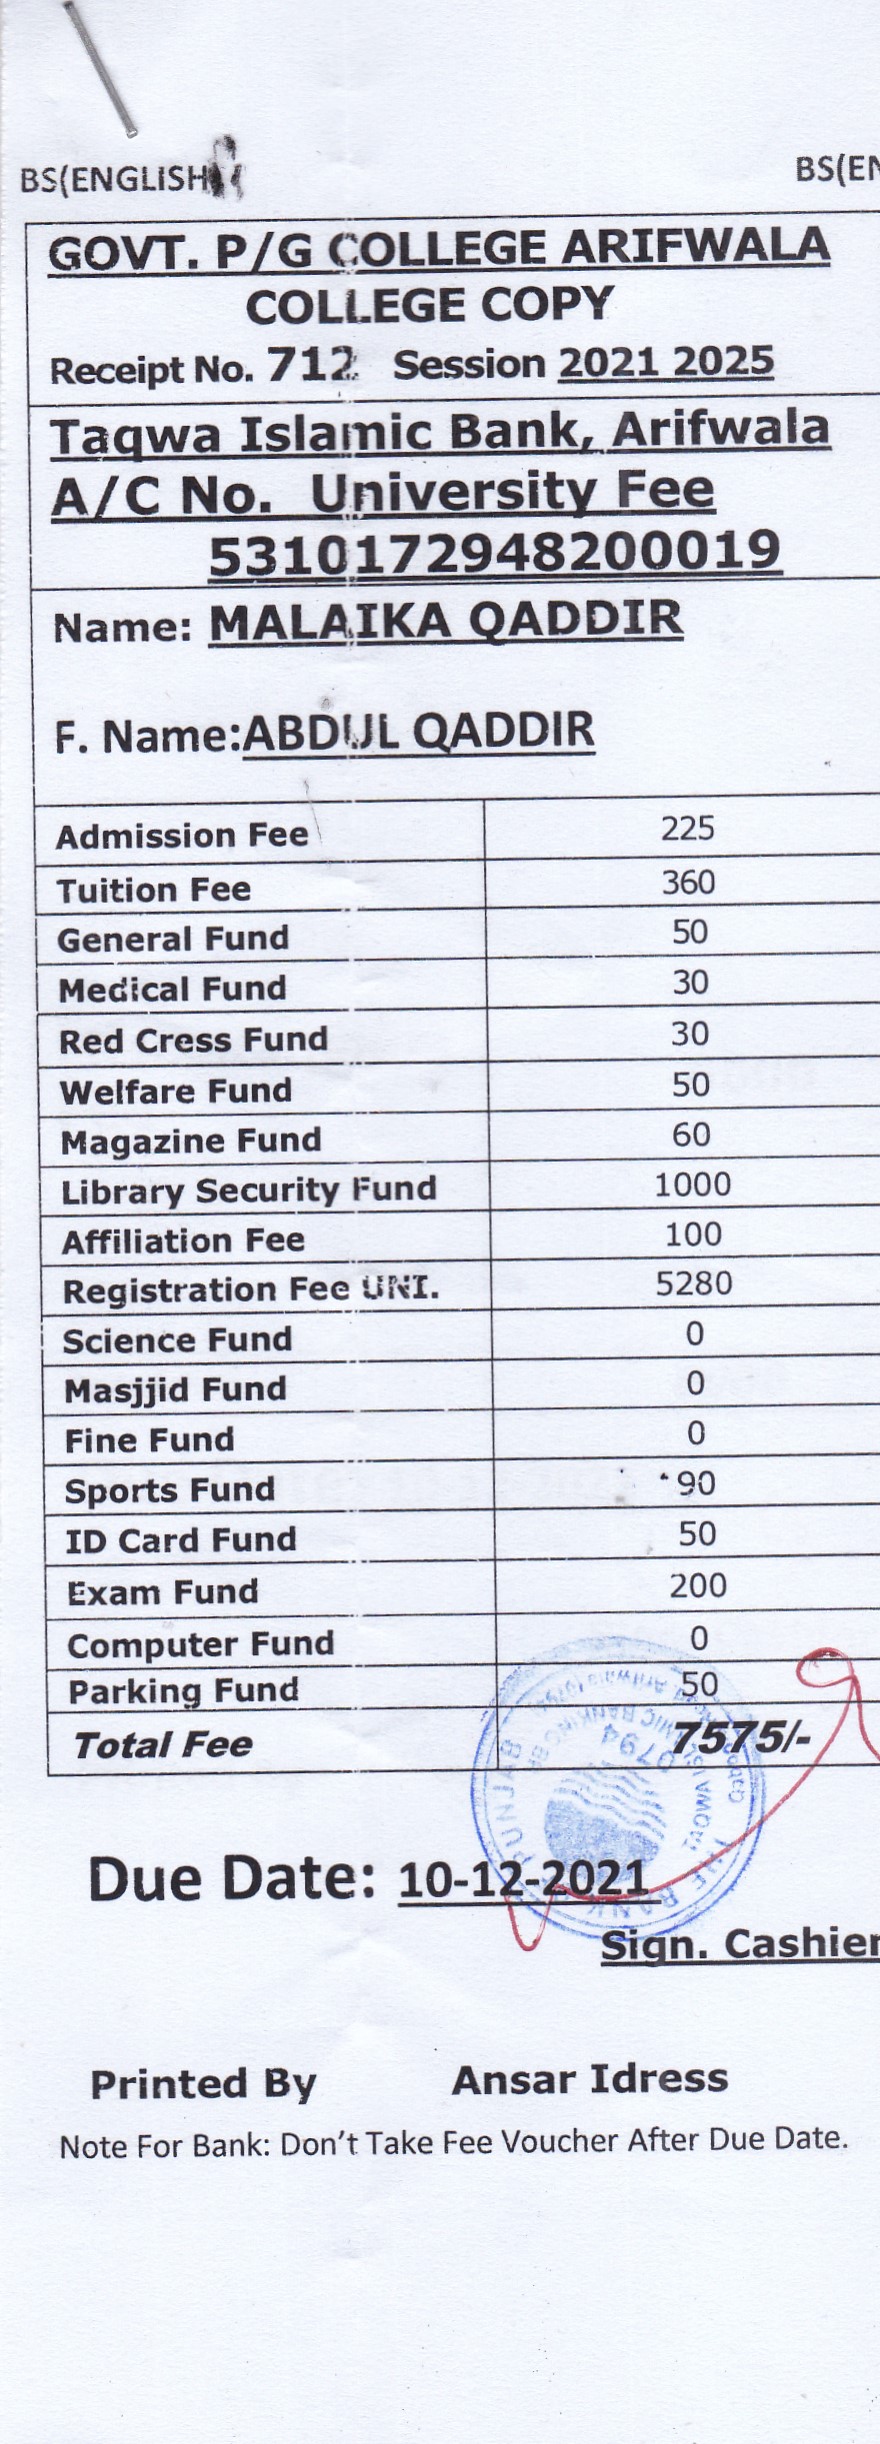 BS(ENGLISH)
BS(EN
GOVT. P/G COLLEGE ARIFWALA
COLLEGE COPY
Receipt No. 712 Session 2021 2025
Taqwa Islamic Bank, Arifwala
A/C No. University Fee
5310172948200019
Name: MALAIKA QADDIR
F. Name:ABDUL QADDIR
Admission Fee 225
Tuition Fee 360
General Fund 50
Medical Fund 30
Red Cress Fund 30
Welfare Fund 50
Magazine Fund 60
Library Security Fund 1000
Affiliation Fee 100
Registration Fee UNI. 5280
Science Fund 0
Masjjid Fund 0
Fine Fund 0
Sports Fund 90
ID Card Fund 50
Exam Fund 200
Computer Fund 0
Parking Fund 50
Total Fee 7575/-
THE BANK PUNJAB
TAQWA ISLAMIC BANKING
0794
Due Date: 10-12-2021
Sign. Cashier
Printed By Ansar Idress
Note For Bank: Don't Take Fee Voucher After Due Date.